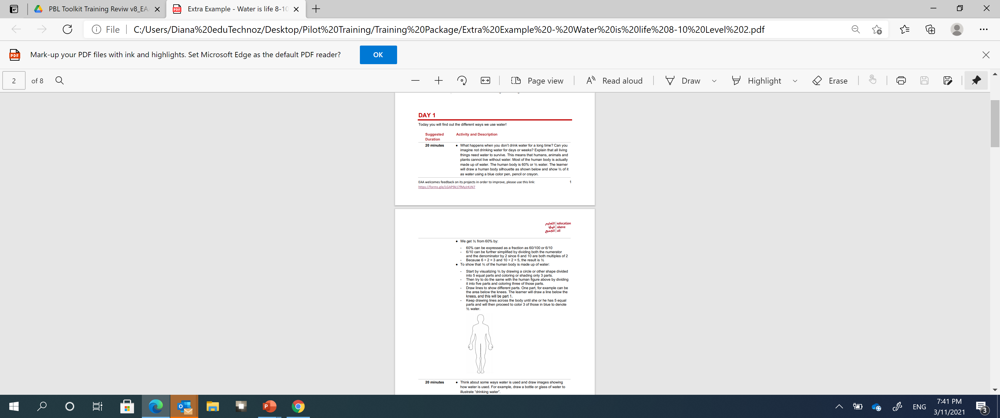 PBL Toolkit Training Reviw v8_EA
Extra Example - Water is life 8-10
File
C:/Users/Diana%20eduTechnoz/Desktop/Pilot%20Training/Training%20Package/Extra%20Example%20-%20Water%20is%20life%208-10%20Level%202.pdf
PDF
Mark-up your PDF files with ink and highlights. Set Microsoft Edge as the default PDF reader?
OK
2 of 8
Page view
Read aloud
Draw
Highlight
Erase
DAY 1
Today you will find out the different ways we use water!
Suggested Duration
Activity and Description
20 minutes
● What happens when you don’t drink water for a long time? Can you
imagine not drinking water for days or weeks? Explain that all living
things need water to survive. This means that humans, animals and
plants cannot live without water. Most of the human body is actually
made up of water. The human body is 60% or ⅗ water. The learner
will draw a human body silhouette as shown below and show ⅗ of it
as water using a blue color pen, pencil or crayon.
EAA welcomes feedback on its projects in order to improve, please use this link:
1
https://forms.gle/LGAP9k17fMyJrKJN7
التعليم
فوق
الجميع
education
above
all
● We get ⅗ from 60% by:
- 60% can be expressed as a fraction as 60/100 or 6/10
- 6/10 can be further simplified by dividing both the numerator
and the denominator by 2 since 6 and 10 are both multiples of 2
- Because 6 ÷ 2 = 3 and 10 ÷ 2 = 5, the result is ⅗
● To show that ⅗ of the human body is made up of water:
- Start by visualizing ⅗ by drawing a circle or other shape divided
into 5 equal parts and coloring or shading only 3 parts.
- Then try to do the same with the human figure above by dividing
it into five parts and coloring three of those parts.
- Draw lines to show different parts. One part, for example can be
the area below the knees. The learner will draw a line below the
knees, and this will be part 1.
- Keep drawing lines across the body until she or he has 5 equal
parts and will then proceed to color 3 of those in blue to denote
⅗ water.
20 minutes
● Think about some ways water is used and draw images showing
how water is used. For example, draw a bottle or glass of water to
illustrate “drinking water”.
ENG
7:41 PM
3/11/2021
3